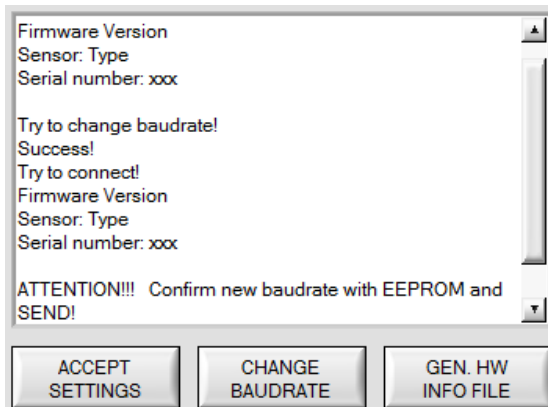 Firmware Version
Sensor: Type
Serial number: xxx
Try to change baudrate!
Success!
Try to connect!
Firmware Version
Sensor: Type
Serial number: xxx
ATTENTION!!!   Confirm new baudrate with EEPROM and
SEND!
ACCEPT
SETTINGS
CHANGE
BAUDRATE
GEN. HW
INFO FILE